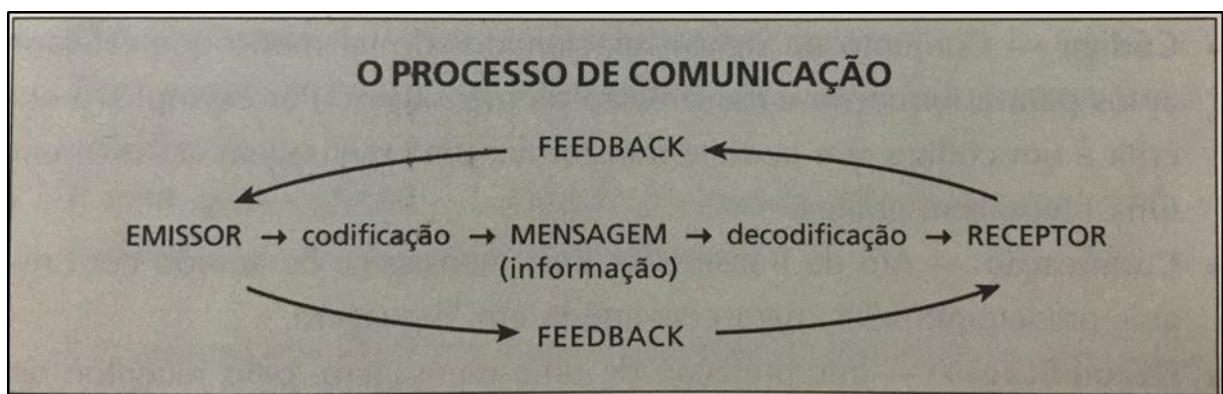 O PROCESSO DE COMUNICAÇÃO
FEEDBACK
EMISSOR → codificação → MENSAGEM → decodificação → RECEPTOR
(informação)
FEEDBACK